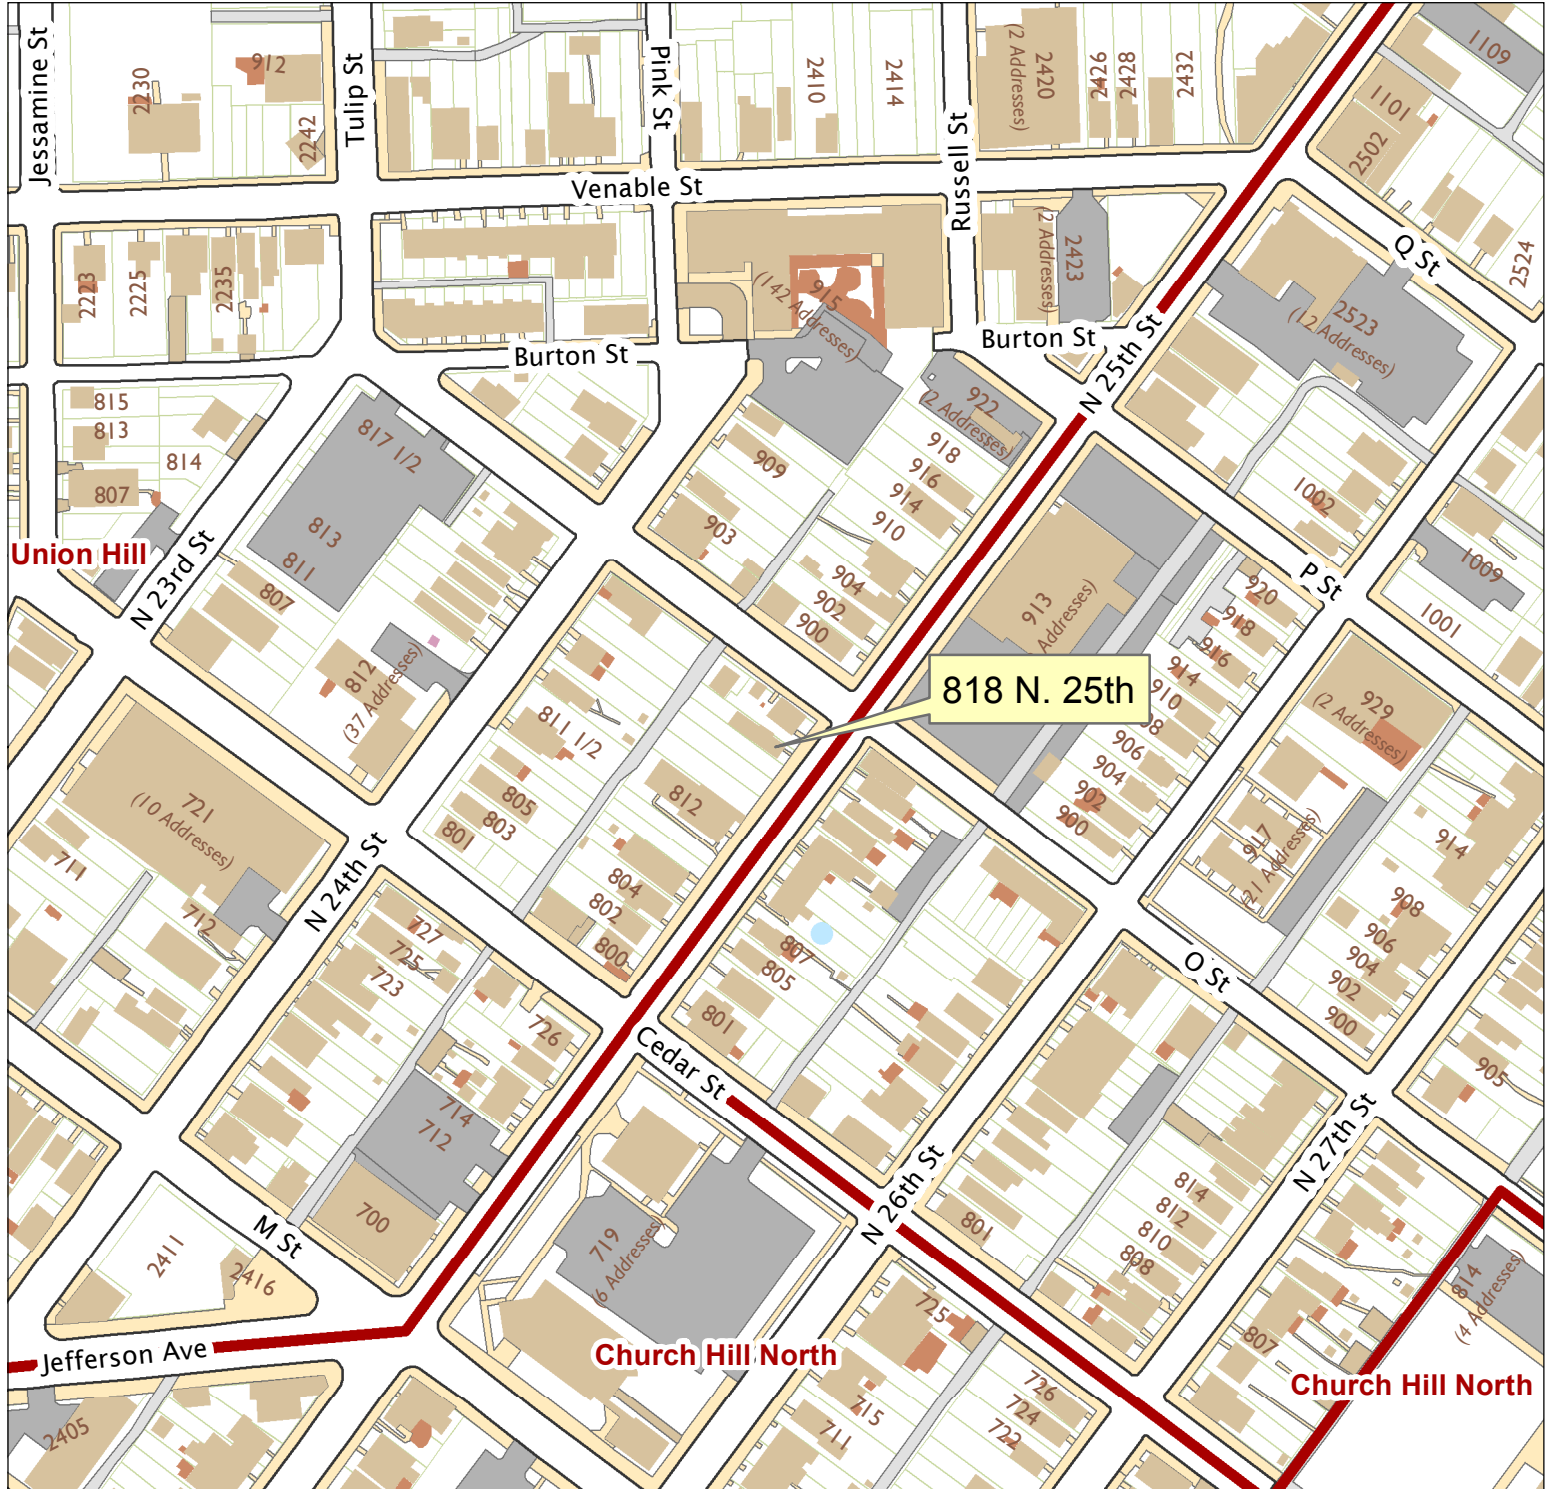 Jessamine St
2230
912
2242
Tulip St
Pink St
2410
2414
Russell St
2420
(2 Addresses)
2426
2428
2432
1109
1101
2502
Venable St
2223
2225
2235
915
(142 Addresses)
2423
(2 Addresses)
Q St
2524
2523
(12 Addresses)
Burton St
Burton St
N 25th St
815
813
814
807
817 1/2
813
811
807
Union Hill
N 23rd St
909
903
922
(2 Addresses)
918
916
914
910
904
902
900
1002
P St
1009
1001
913
Addresses)
920
918
916
914
910
98
906
904
902
900
812
(37 Addresses)
818 N. 25th
929
(2 Addresses)
811 1/2
805
803
801
812
804
802
800
721
(10 Addresses)
711
712
N 24th St
917
21 Addresses)
914
908
906
904
902
900
905
727
725
723
726
807
805
801
O St
Cedar St
714
712
700
M St
2411
2416
719
(6 Addresses)
N 26th St
801
814
812
810
808
N 27th St
814
(4 Addresses)
807
725
715
711
726
724
722
Jefferson Ave
Church Hill North
Church Hill North
2405